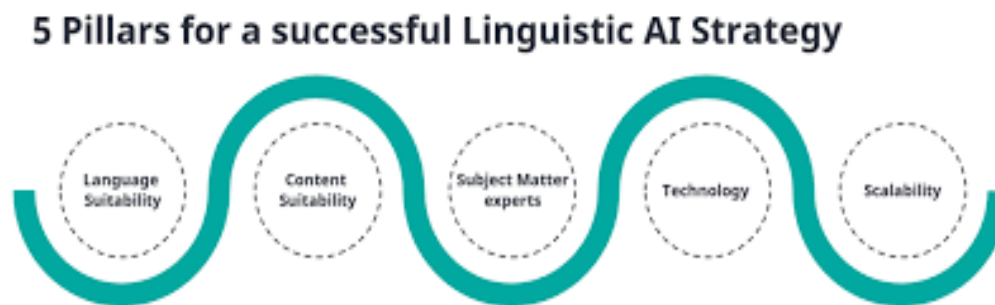 5 Pillars for a successful Linguistic AI Strategy
Language
Suitability
Content
Suitability
Subject Matter
experts
Technology
Scalability